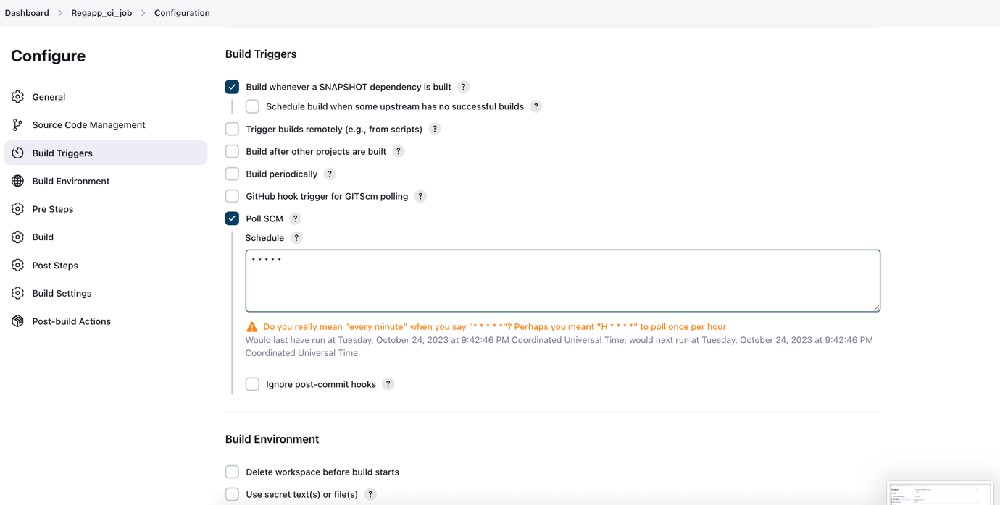 Dashboard > Regapp_ci_job > Configuration
Configure
General
Source Code Management
Build Triggers
Build Environment
Pre Steps
Build
Post Steps
Build Settings
Post-build Actions
Build Triggers
Build whenever a SNAPSHOT dependency is built ?
Schedule build when some upstream has no successful builds ?
Trigger builds remotely (e.g., from scripts) ?
Build after other projects are built ?
Build periodically ?
GitHub hook trigger for GITScm polling ?
Poll SCM ?
Schedule ?
* * * * *
Do you really mean "every minute" when you say "* * * * *"? Perhaps you meant "H * * * *" to poll once per hour
Would last have run at Tuesday, October 24, 2023 at 9:42:46 PM Coordinated Universal Time; would next run at Tuesday, October 24, 2023 at 9:42:46 PM
Coordinated Universal Time.
Ignore post-commit hooks ?
Build Environment
Delete workspace before build starts
Use secret text(s) or file(s) ?